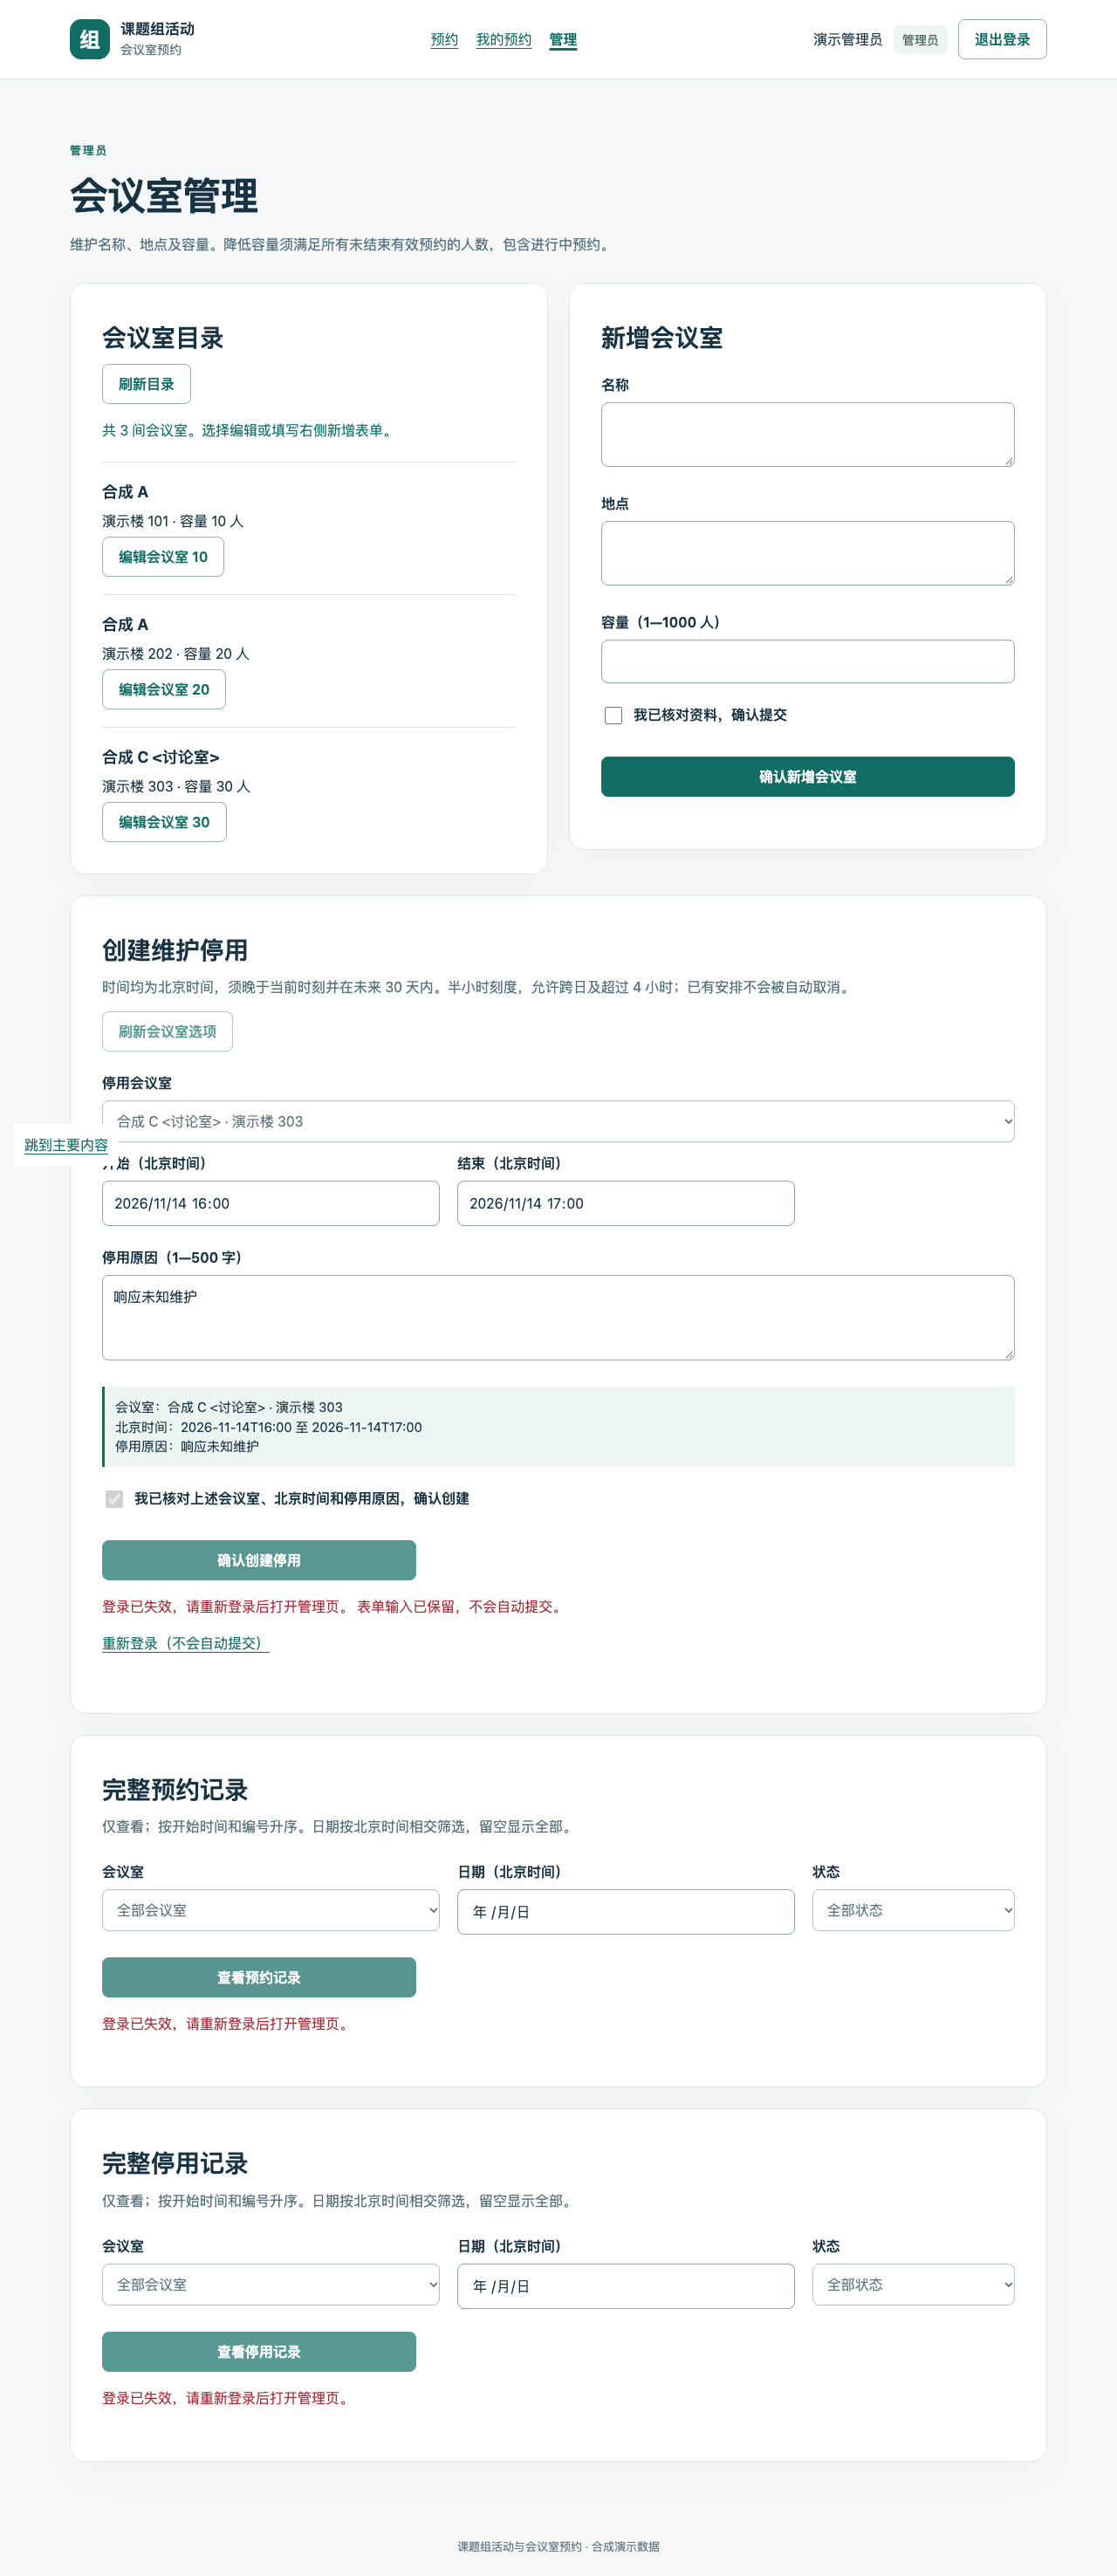 组
课题组活动
会议室预约
预约 我的预约 管理
演示管理员 管理员 退出登录
管理员
会议室管理
维护名称、地点及容量。降低容量须满足所有未结束有效预约的人数，包含进行中预约。
会议室目录
刷新目录
共 3 间会议室。选择编辑或填写右侧新增表单。
合成 A
演示楼 101 · 容量 10 人
编辑会议室 10
合成 A
演示楼 202 · 容量 20 人
编辑会议室 20
合成 C <讨论室>
演示楼 303 · 容量 30 人
编辑会议室 30
新增会议室
名称
地点
容量（1—1000 人）
我已核对资料，确认提交
确认新增会议室
创建维护停用
时间均为北京时间，须晚于当前时刻并在未来 30 天内。半小时刻度，允许跨日及超过 4 小时；已有安排不会被自动取消。
刷新会议室选项
停用会议室
合成 C <讨论室> · 演示楼 303
跳到主要内容
开始（北京时间） 结束（北京时间）
2026/11/14 16:00 2026/11/14 17:00
停用原因（1—500 字）
响应未知维护
会议室：合成 C <讨论室> · 演示楼 303
北京时间：2026-11-14T16:00 至 2026-11-14T17:00
停用原因：响应未知维护
我已核对上述会议室、北京时间和停用原因，确认创建
确认创建停用
登录已失效，请重新登录后打开管理页。 表单输入已保留，不会自动提交。
重新登录（不会自动提交）
完整预约记录
仅查看；按开始时间和编号升序。日期按北京时间相交筛选，留空显示全部。
会议室 日期（北京时间） 状态
全部会议室 年 /月/日 全部状态
查看预约记录
登录已失效，请重新登录后打开管理页。
完整停用记录
仅查看；按开始时间和编号升序。日期按北京时间相交筛选，留空显示全部。
会议室 日期（北京时间） 状态
全部会议室 年 /月/日 全部状态
查看停用记录
登录已失效，请重新登录后打开管理页。
课题组活动与会议室预约 · 合成演示数据